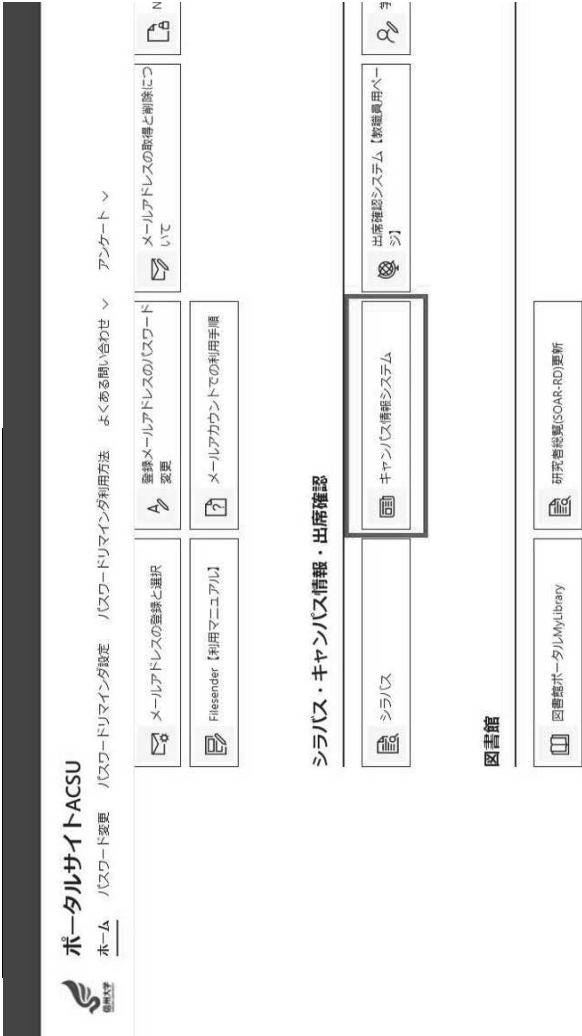 信州大学
ポータルサイトACSU
ホーム パスワード変更 パスワードリマインダ設定 パスワードリマインダ利用方法 よくある問い合わせ アンケート
メールアドレスの登録と選択
登録メールアドレスのパスワード
変更
メールアドレスの取得と削除につ
いて
N
Filesender【利用マニュアル】
メールアカウントでの利用手順
シラバス・キャンパス情報・出席確認
シラバス
キャンパス情報システム
出席確認システム【教職員用ペー
ジ】
図書館
図書館ポータルMyLibrary
研究者総覧(SOAR-RD)更新